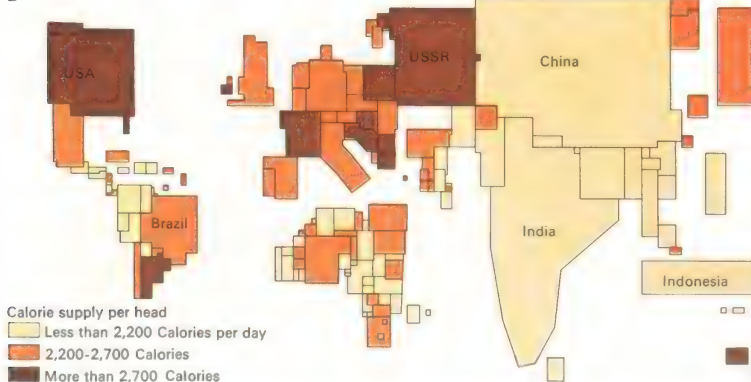 USA
USSR
China
Brazil
India
Indonesia
Calorie supply per head
Less than 2,200 Calories per day
2,200-2,700 Calories
More than 2,700 Calories